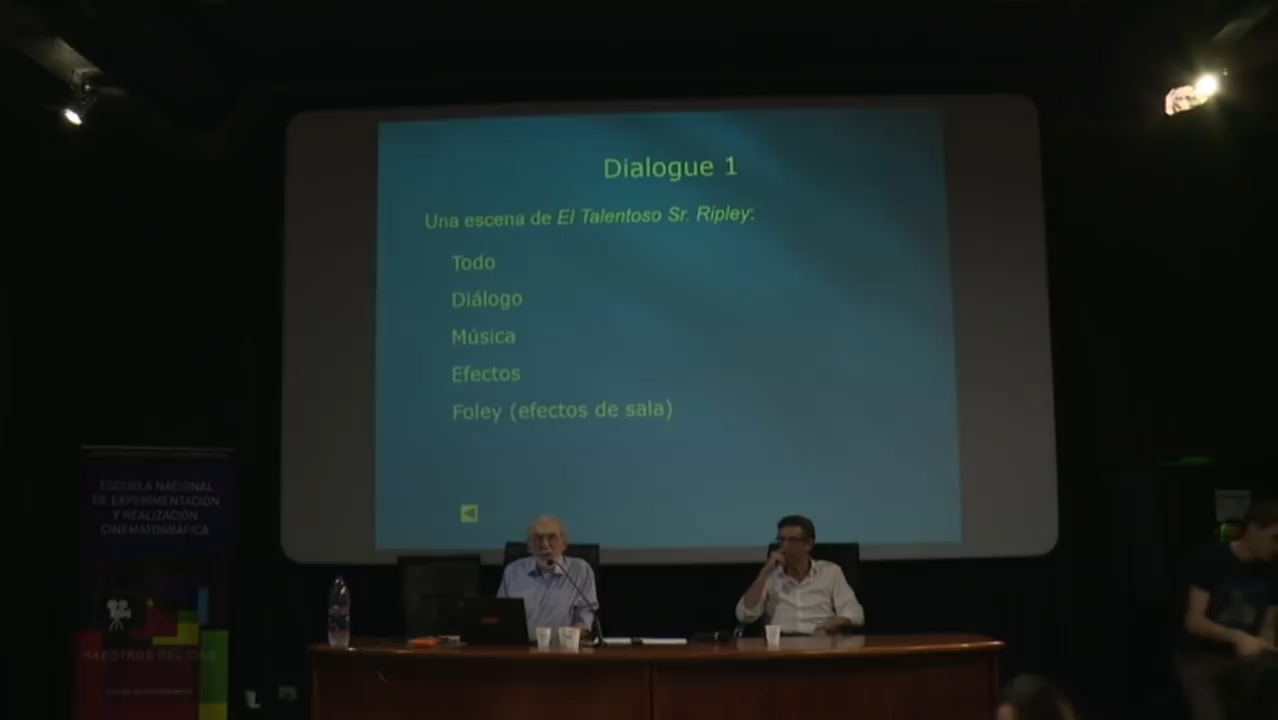 Dialogue 1
Una escena de El Talentoso Sr. Ripley:
Todo
Diálogo
Música
Efectos
Foley (efectos de sala)
ESCUELA NACIONAL
DE EXPERIMENTACIÓN
Y REALIZACIÓN
CINEMATOGRÁFICA
MAESTROS DEL CINE